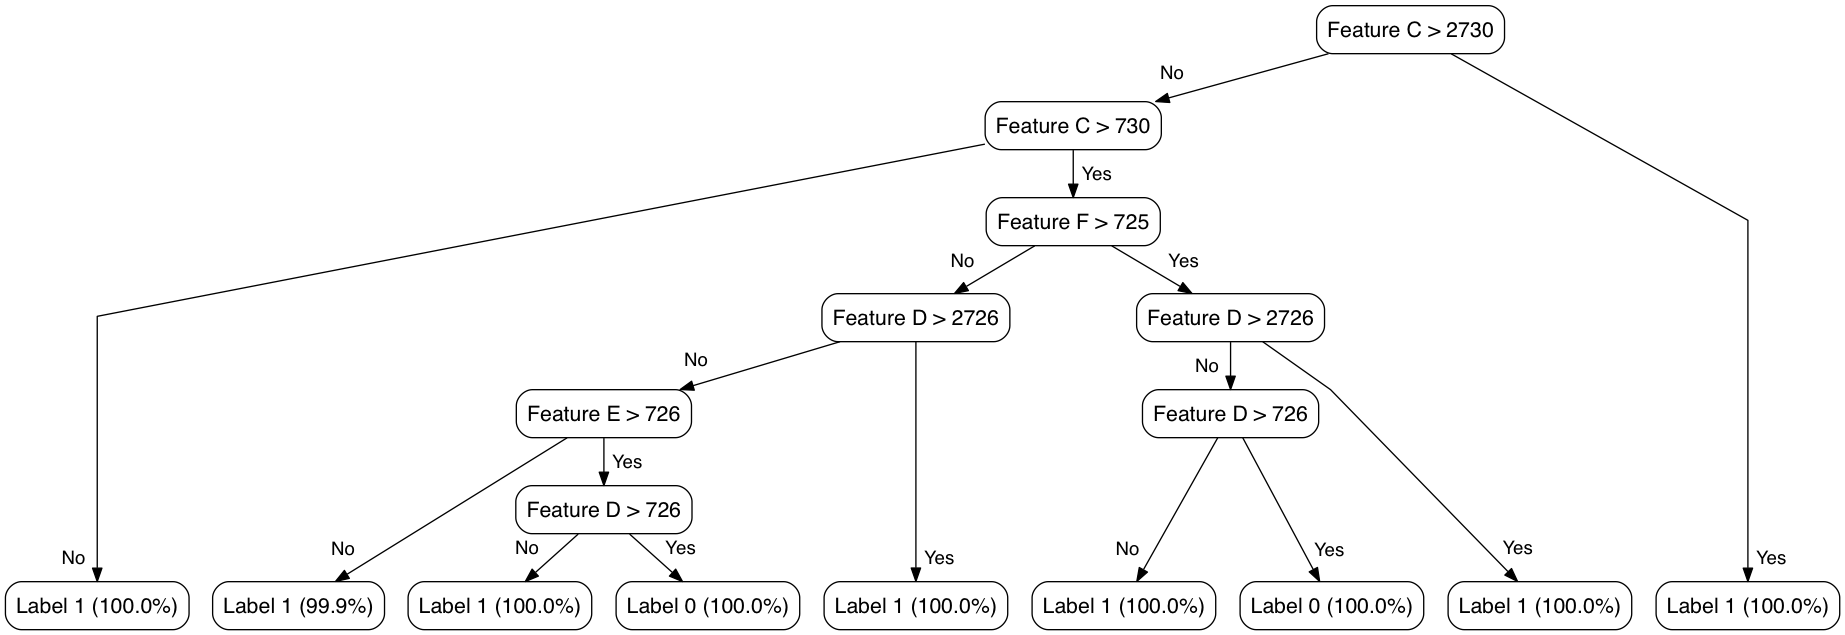 Feature C > 2730
No
Feature C > 730
Yes
Feature F > 725
No
Yes
Feature D > 2726
Feature D > 2726
No
No
Feature E > 726
Feature D > 726
Yes
Feature D > 726
No
No
No
Yes
Yes
No
Yes
Yes
Yes
Label 1 (100.0%)
Label 1 (99.9%)
Label 1 (100.0%)
Label 0 (100.0%)
Label 1 (100.0%)
Label 1 (100.0%)
Label 0 (100.0%)
Label 1 (100.0%)
Label 1 (100.0%)